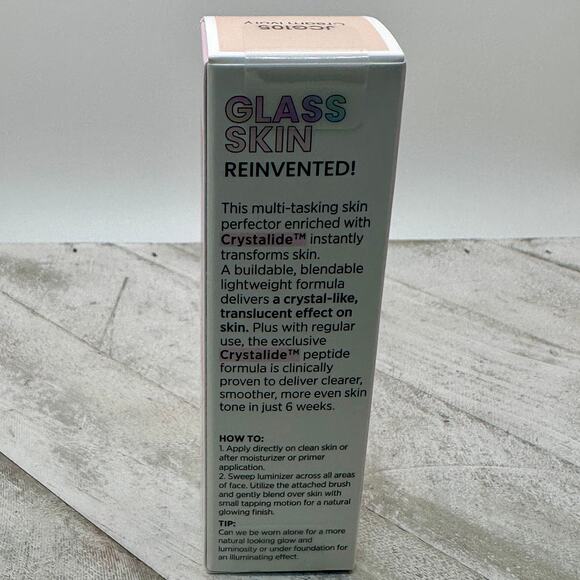 JCG105
Cream Ivory
GLASS
SKIN
REINVENTED!
This multi-tasking skin
perfector enriched with
Crystalide™ instantly
transforms skin.
A buildable, blendable
lightweight formula
delivers a crystal-like,
translucent effect on
skin. Plus with regular
use, the exclusive
Crystalide™ peptide
formula is clinically
proven to deliver clearer,
smoother, more even skin
tone in just 6 weeks.
HOW TO:
1. Apply directly on clean skin or
after moisturizer or primer
application.
2. Sweep luminizer across all areas
of face. Utilize the attached brush
and gently blend over skin with
small tapping motion for a natural
glowing finish.
TIP:
Can we be worn alone for a more
natural looking glow and
luminosity or under foundation for
an illuminating effect.